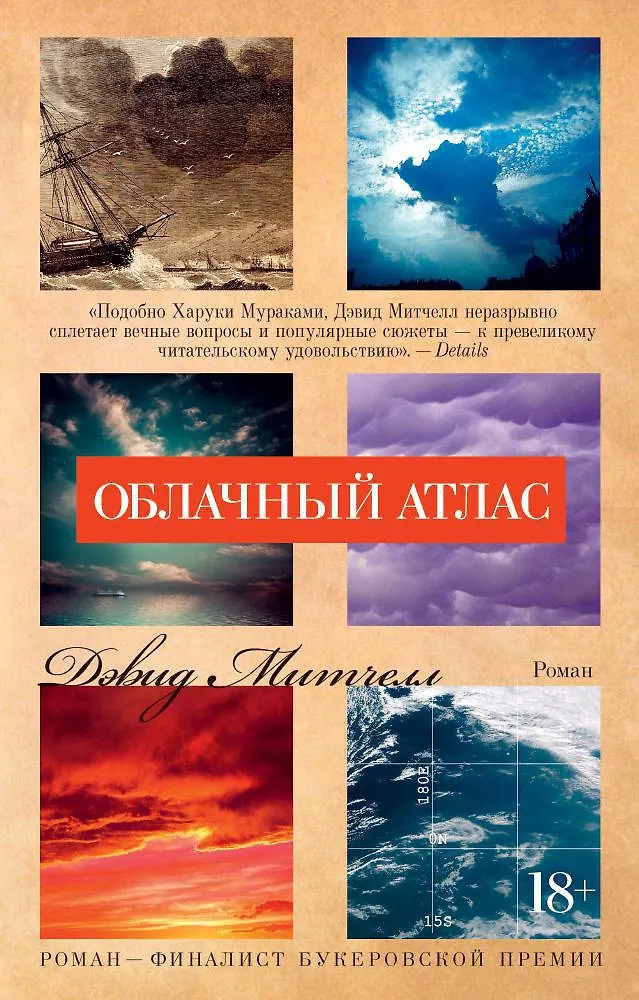 «Подобно Харуки Мураками, Дэвид Митчелл неразрывно
сплетает вечные вопросы и популярные сюжеты — к превеликому
читательскому удовольствию». — Details
ОБЛАЧНЫЙ АТЛАС
Дэвид Митчелл
Роман
180E
0N
15S
18+
РОМАН — ФИНАЛИСТ БУКЕРОВСКОЙ ПРЕМИИ